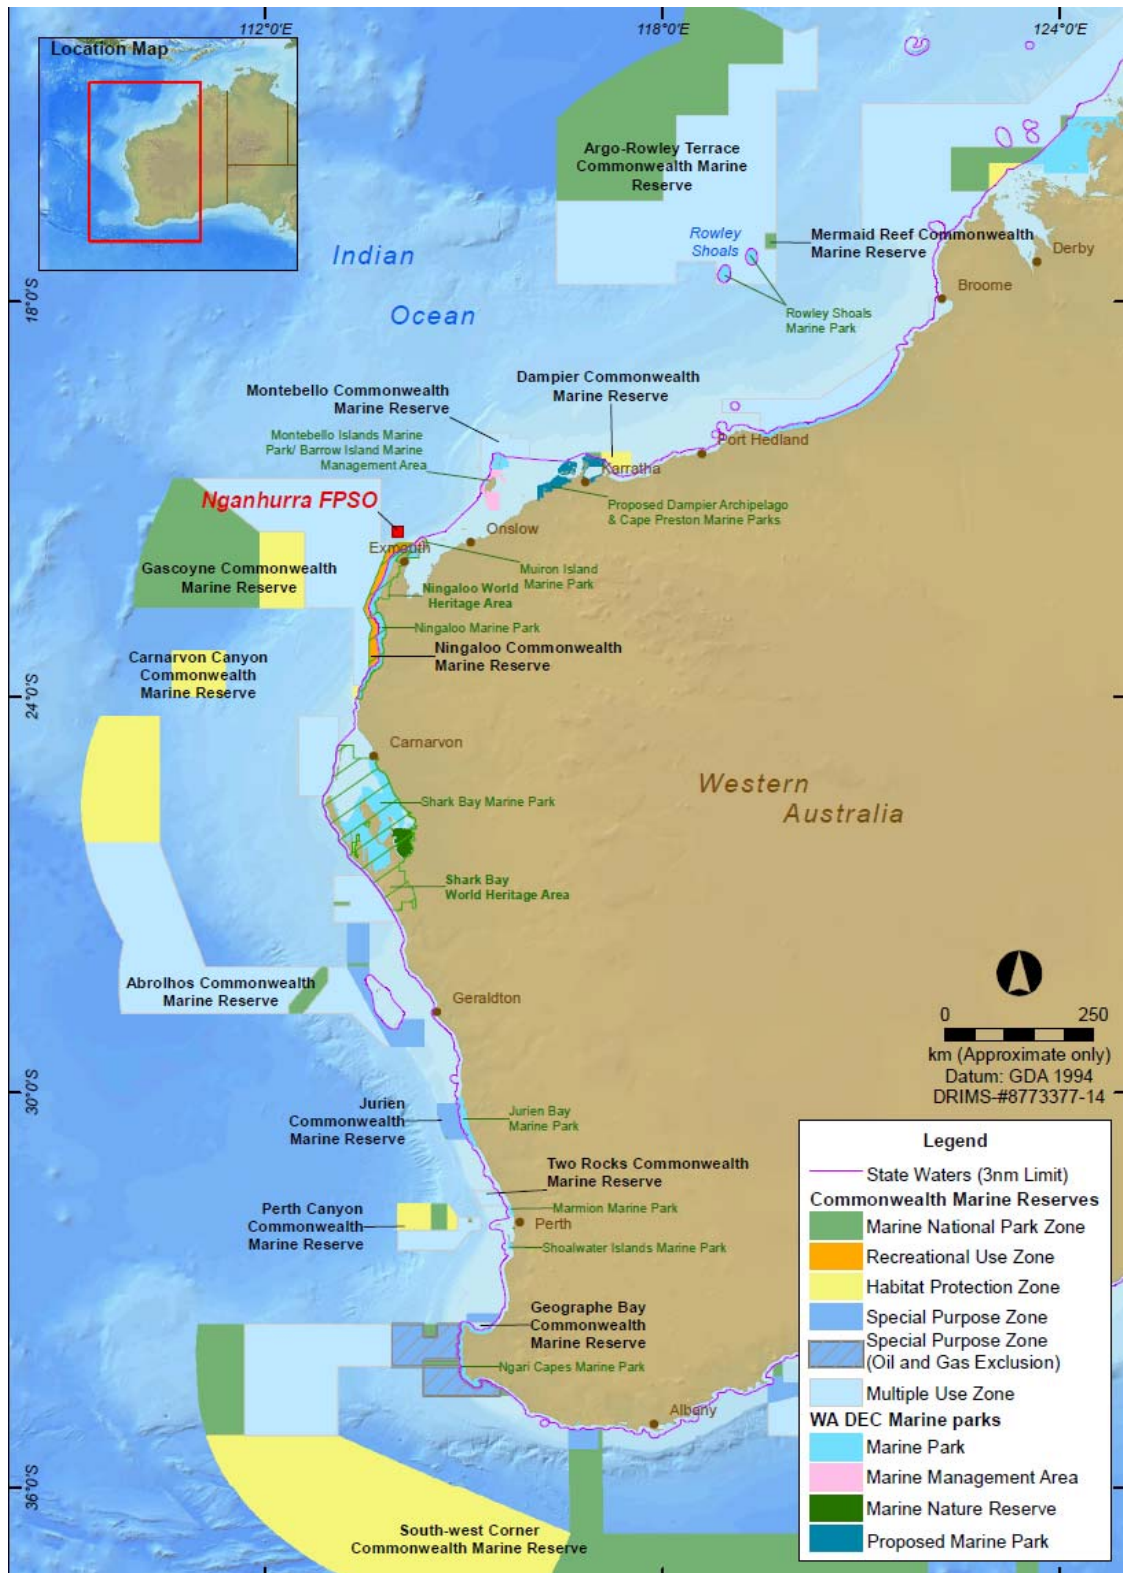 112°0'E
118°0'E
124°0'E
Location Map
Argo-Rowley Terrace
Commonwealth Marine
Reserve
Indian
Ocean
Rowley
Shoals
Mermaid Reef Commonwealth
Marine Reserve
Derby
Broome
18°0'S
Rowley Shoals
Marine Park
Montebello Commonwealth
Marine Reserve
Dampier Commonwealth
Marine Reserve
Montebello Islands Marine
Park/ Barrow Island Marine
Management Area
Port Hedland
Karratha
Nganhurra FPSO
Proposed Dampier Archipelago
& Cape Preston Marine Parks
Onslow
Exmouth
Gascoyne Commonwealth
Marine Reserve
Muiron Island
Marine Park
Ningaloo World
Heritage Area
Ningaloo Marine Park
Ningaloo Commonwealth
Marine Reserve
Carnarvon Canyon
Commonwealth
Marine Reserve
24°0'S
Carnarvon
Western
Australia
Shark Bay Marine Park
Shark Bay
World Heritage Area
Abrolhos Commonwealth
Marine Reserve
Geraldton
0 250
km (Approximate only)
Datum: GDA 1994
DRIMS-#8773377-14
30°0'S
Jurien
Commonwealth
Marine Reserve
Jurien Bay
Marine Park
Two Rocks Commonwealth
Marine Reserve
Perth Canyon
Commonwealth
Marine Reserve
Marmion Marine Park
Perth
Shoalwater Islands Marine Park
Geographe Bay
Commonwealth
Marine Reserve
Ngari Capes Marine Park
Albany
36°0'S
South-west Corner
Commonwealth Marine Reserve
Legend
State Waters (3nm Limit)
Commonwealth Marine Reserves
Marine National Park Zone
Recreational Use Zone
Habitat Protection Zone
Special Purpose Zone
Special Purpose Zone
(Oil and Gas Exclusion)
Multiple Use Zone
WA DEC Marine parks
Marine Park
Marine Management Area
Marine Nature Reserve
Proposed Marine Park